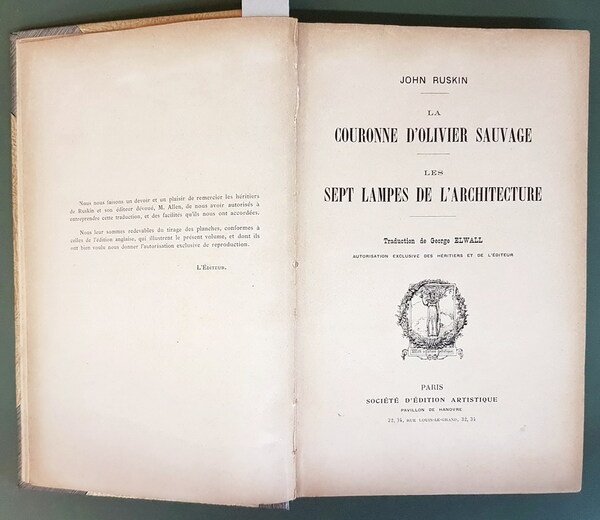 Nous nous faisons un devoir et un plaisir de remercier les héritiers
de Ruskin et son éditeur dévoué, M. Allen, de nous avoir autorisés à
entreprendre cette traduction, et des facilités qu'ils nous ont accordées.
Nous leur sommes redevables du tirage des planches, conformes à
celles de l'édition anglaise, qui illustrent le présent volume, et dont ils
ont bien voulu nous donner l'autorisation exclusive de reproduction.
L'ÉDITEUR.
JOHN RUSKIN
LA
COURONNE D'OLIVIER SAUVAGE
LES
SEPT LAMPES DE L'ARCHITECTURE
Traduction de George ELWALL
AUTORISATION EXCLUSIVE DES HÉRITIERS ET DE L'ÉDITEUR
PARIS
SOCIÉTÉ D'ÉDITION ARTISTIQUE
PAVILLON DE HANOVRE
32, 34, RUE LOUIS-LE-GRAND, 32, 34